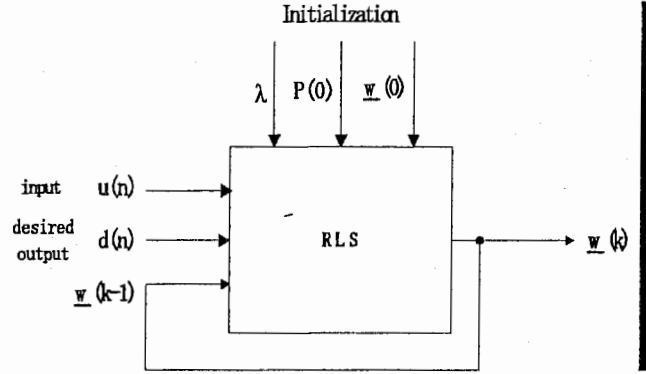 Initialization
λ P(0) w(0)
input u(n)
desired output d(n)
RLS
w(k)
w(k-1)